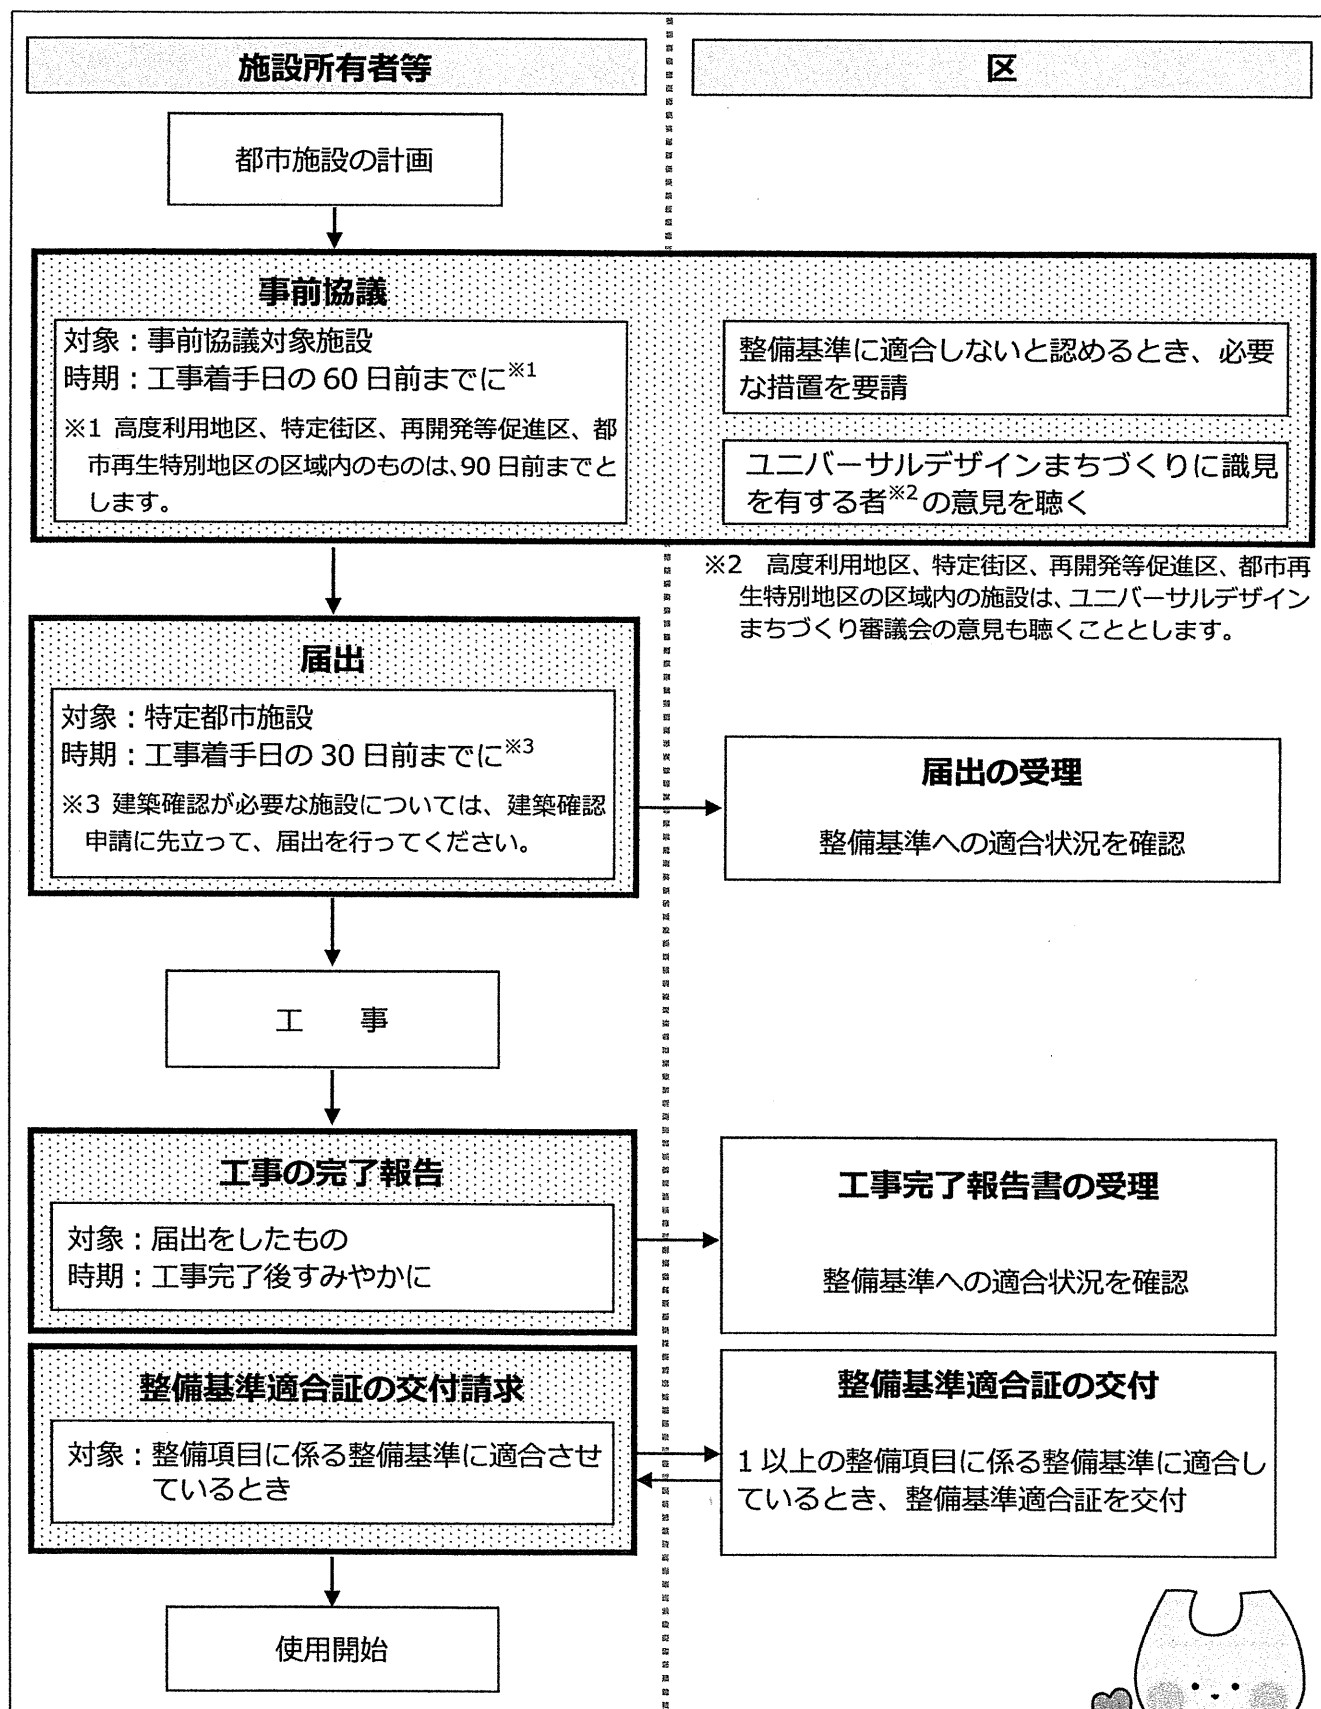 施設所有者等
区
都市施設の計画
事前協議
対象：事前協議対象施設
時期：工事着手日の 60 日前までに※1
※1 高度利用地区、特定街区、再開発等促進区、都
市再生特別地区の区域内のものは、90 日前までと
します。
整備基準に適合しないと認めるとき、必要
な措置を要請
ユニバーサルデザインまちづくりに識見
を有する者※2 の意見を聴く
※2　高度利用地区、特定街区、再開発等促進区、都市再
生特別地区の区域内の施設は、ユニバーサルデザイン
まちづくり審議会の意見も聴くこととします。
届出
対象：特定都市施設
時期：工事着手日の 30 日前までに※3
※3 建築確認が必要な施設については、建築確認
申請に先立って、届出を行ってください。
届出の受理
整備基準への適合状況を確認
工　事
工事の完了報告
対象：届出をしたもの
時期：工事完了後すみやかに
工事完了報告書の受理
整備基準への適合状況を確認
整備基準適合証の交付請求
対象：整備項目に係る整備基準に適合させ
ているとき
整備基準適合証の交付
1 以上の整備項目に係る整備基準に適合し
ているとき、整備基準適合証を交付
使用開始